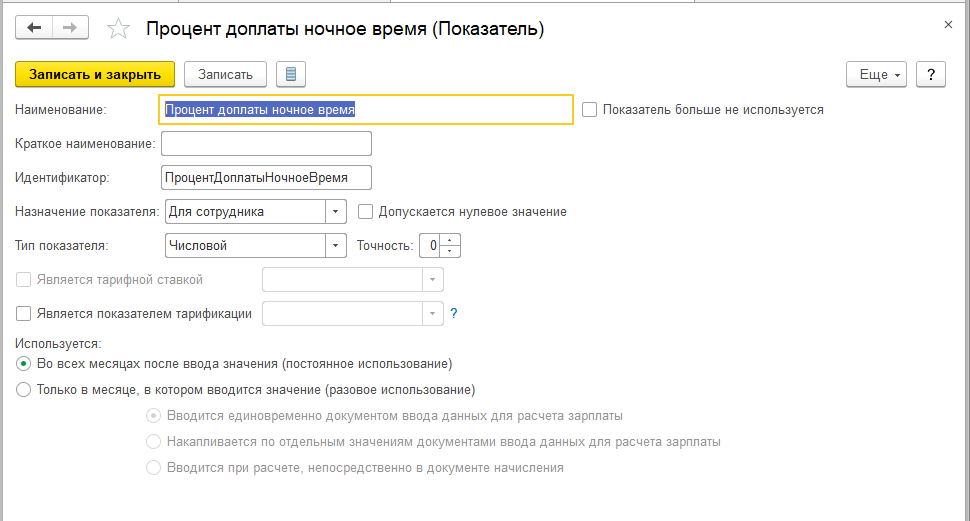 Процент доплаты ночное время (Показатель)
Записать и закрыть Записать Еще ?
Наименование: Процент доплаты ночное время Показатель больше не используется
Краткое наименование:
Идентификатор: ПроцентДоплатыНочноеВремя
Назначение показателя: Для сотрудника Допускается нулевое значение
Тип показателя: Числовой Точность: 0
Является тарифной ставкой
Является показателем тарификации ?
Используется:
Во всех месяцах после ввода значения (постоянное использование)
Только в месяце, в котором вводится значение (разовое использование)
Вводится единовременно документом ввода данных для расчета зарплаты
Накапливается по отдельным значениям документами ввода данных для расчета зарплаты
Вводится при расчете, непосредственно в документе начисления